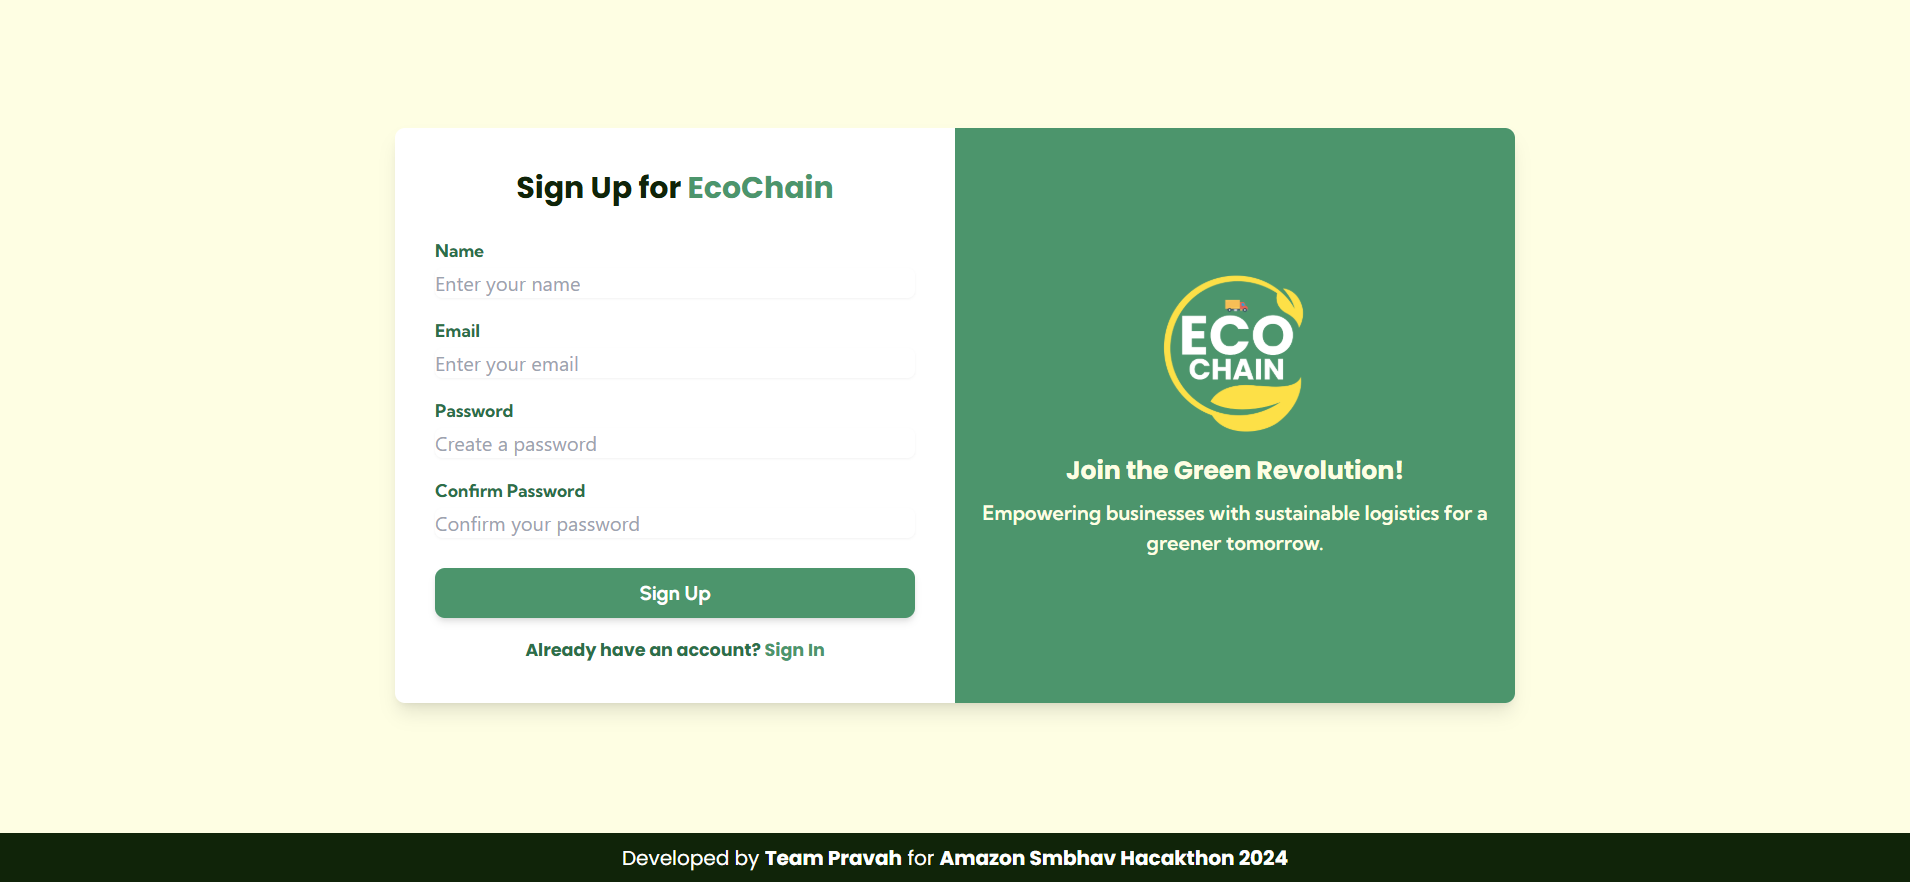 Sign Up for EcoChain
Name
Enter your name
Email
Enter your email
Password
Create a password
Confirm Password
Confirm your password
Sign Up
Already have an account? Sign In
ECO
CHAIN
Join the Green Revolution!
Empowering businesses with sustainable logistics for a
greener tomorrow.
Developed by Team Pravah for Amazon Smbhav Hacakthon 2024